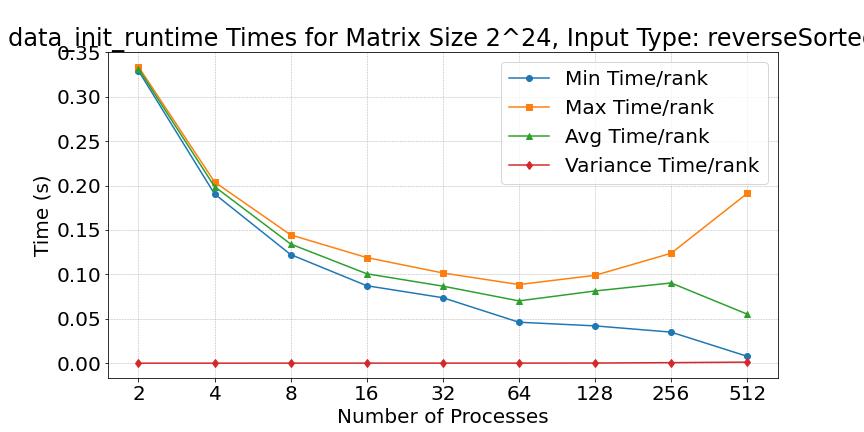 data_init_runtime Times for Matrix Size 2^24, Input Type: reverseSorte
0.35
0.30
0.25
0.20
0.15
0.10
0.05
0.00
Time (s)
Min Time/rank
Max Time/rank
Avg Time/rank
Variance Time/rank
2 4 8 16 32 64 128 256 512
Number of Processes